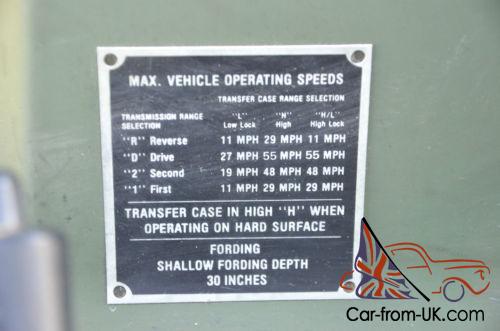 MAX. VEHICLE OPERATING SPEEDS
TRANSFER CASE RANGE SELECTION
TRANSMISSION RANGE SELECTION "L" Low Lock "H" High "H/L" High Lock
"R" Reverse 11 MPH 29 MPH 11 MPH
"D" Drive 27 MPH 55 MPH 55 MPH
"2" Second 19 MPH 48 MPH 48 MPH
"1" First 11 MPH 29 MPH 29 MPH
TRANSFER CASE IN HIGH "H" WHEN
OPERATING ON HARD SURFACE
FORDING
SHALLOW FORDING DEPTH
30 INCHES
Car-from-UK.com